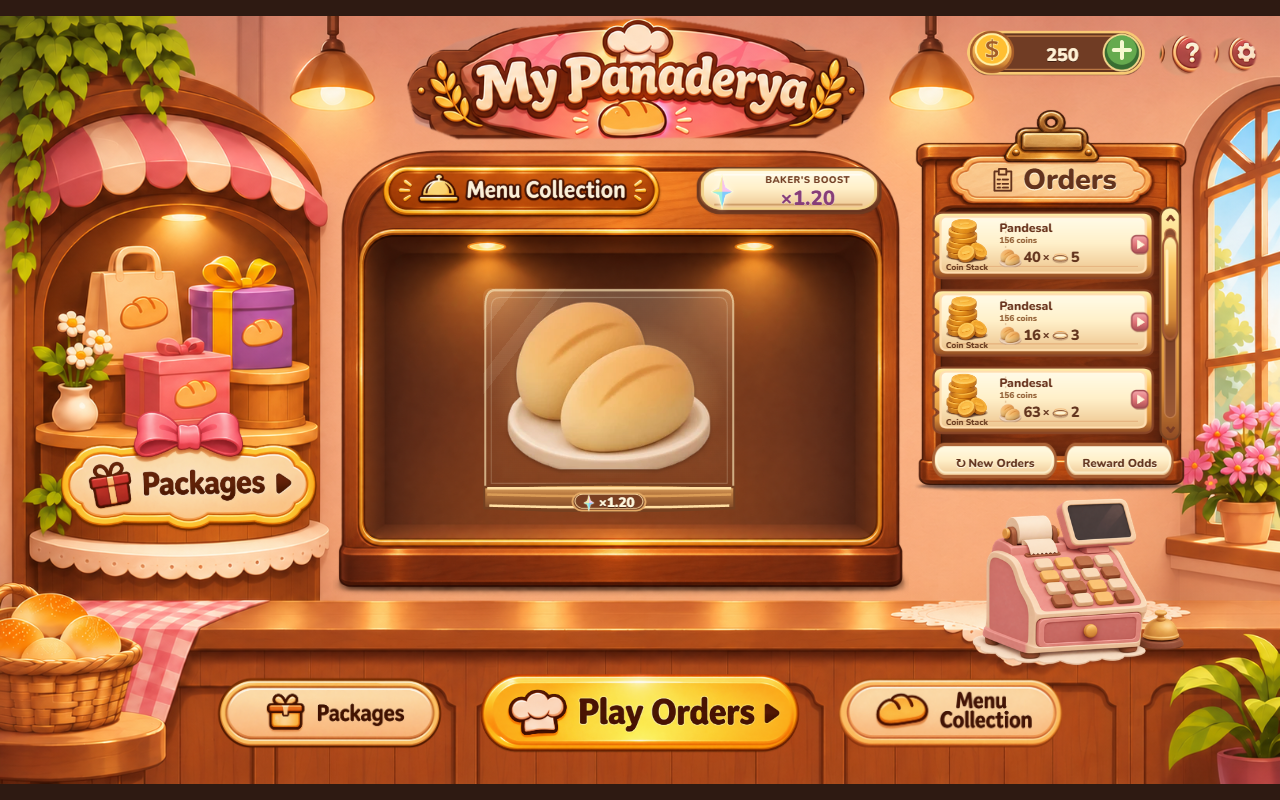 My Panaderya
$
250
?
Menu Collection
BAKER'S BOOST
×1.20
Orders
Pandesal
156 coins
40 × 5
Coin Stack
Pandesal
156 coins
16 × 3
Coin Stack
Pandesal
156 coins
63 × 2
Coin Stack
↻ New Orders
Reward Odds
×1.20
Packages
Packages
Play Orders
Menu
Collection